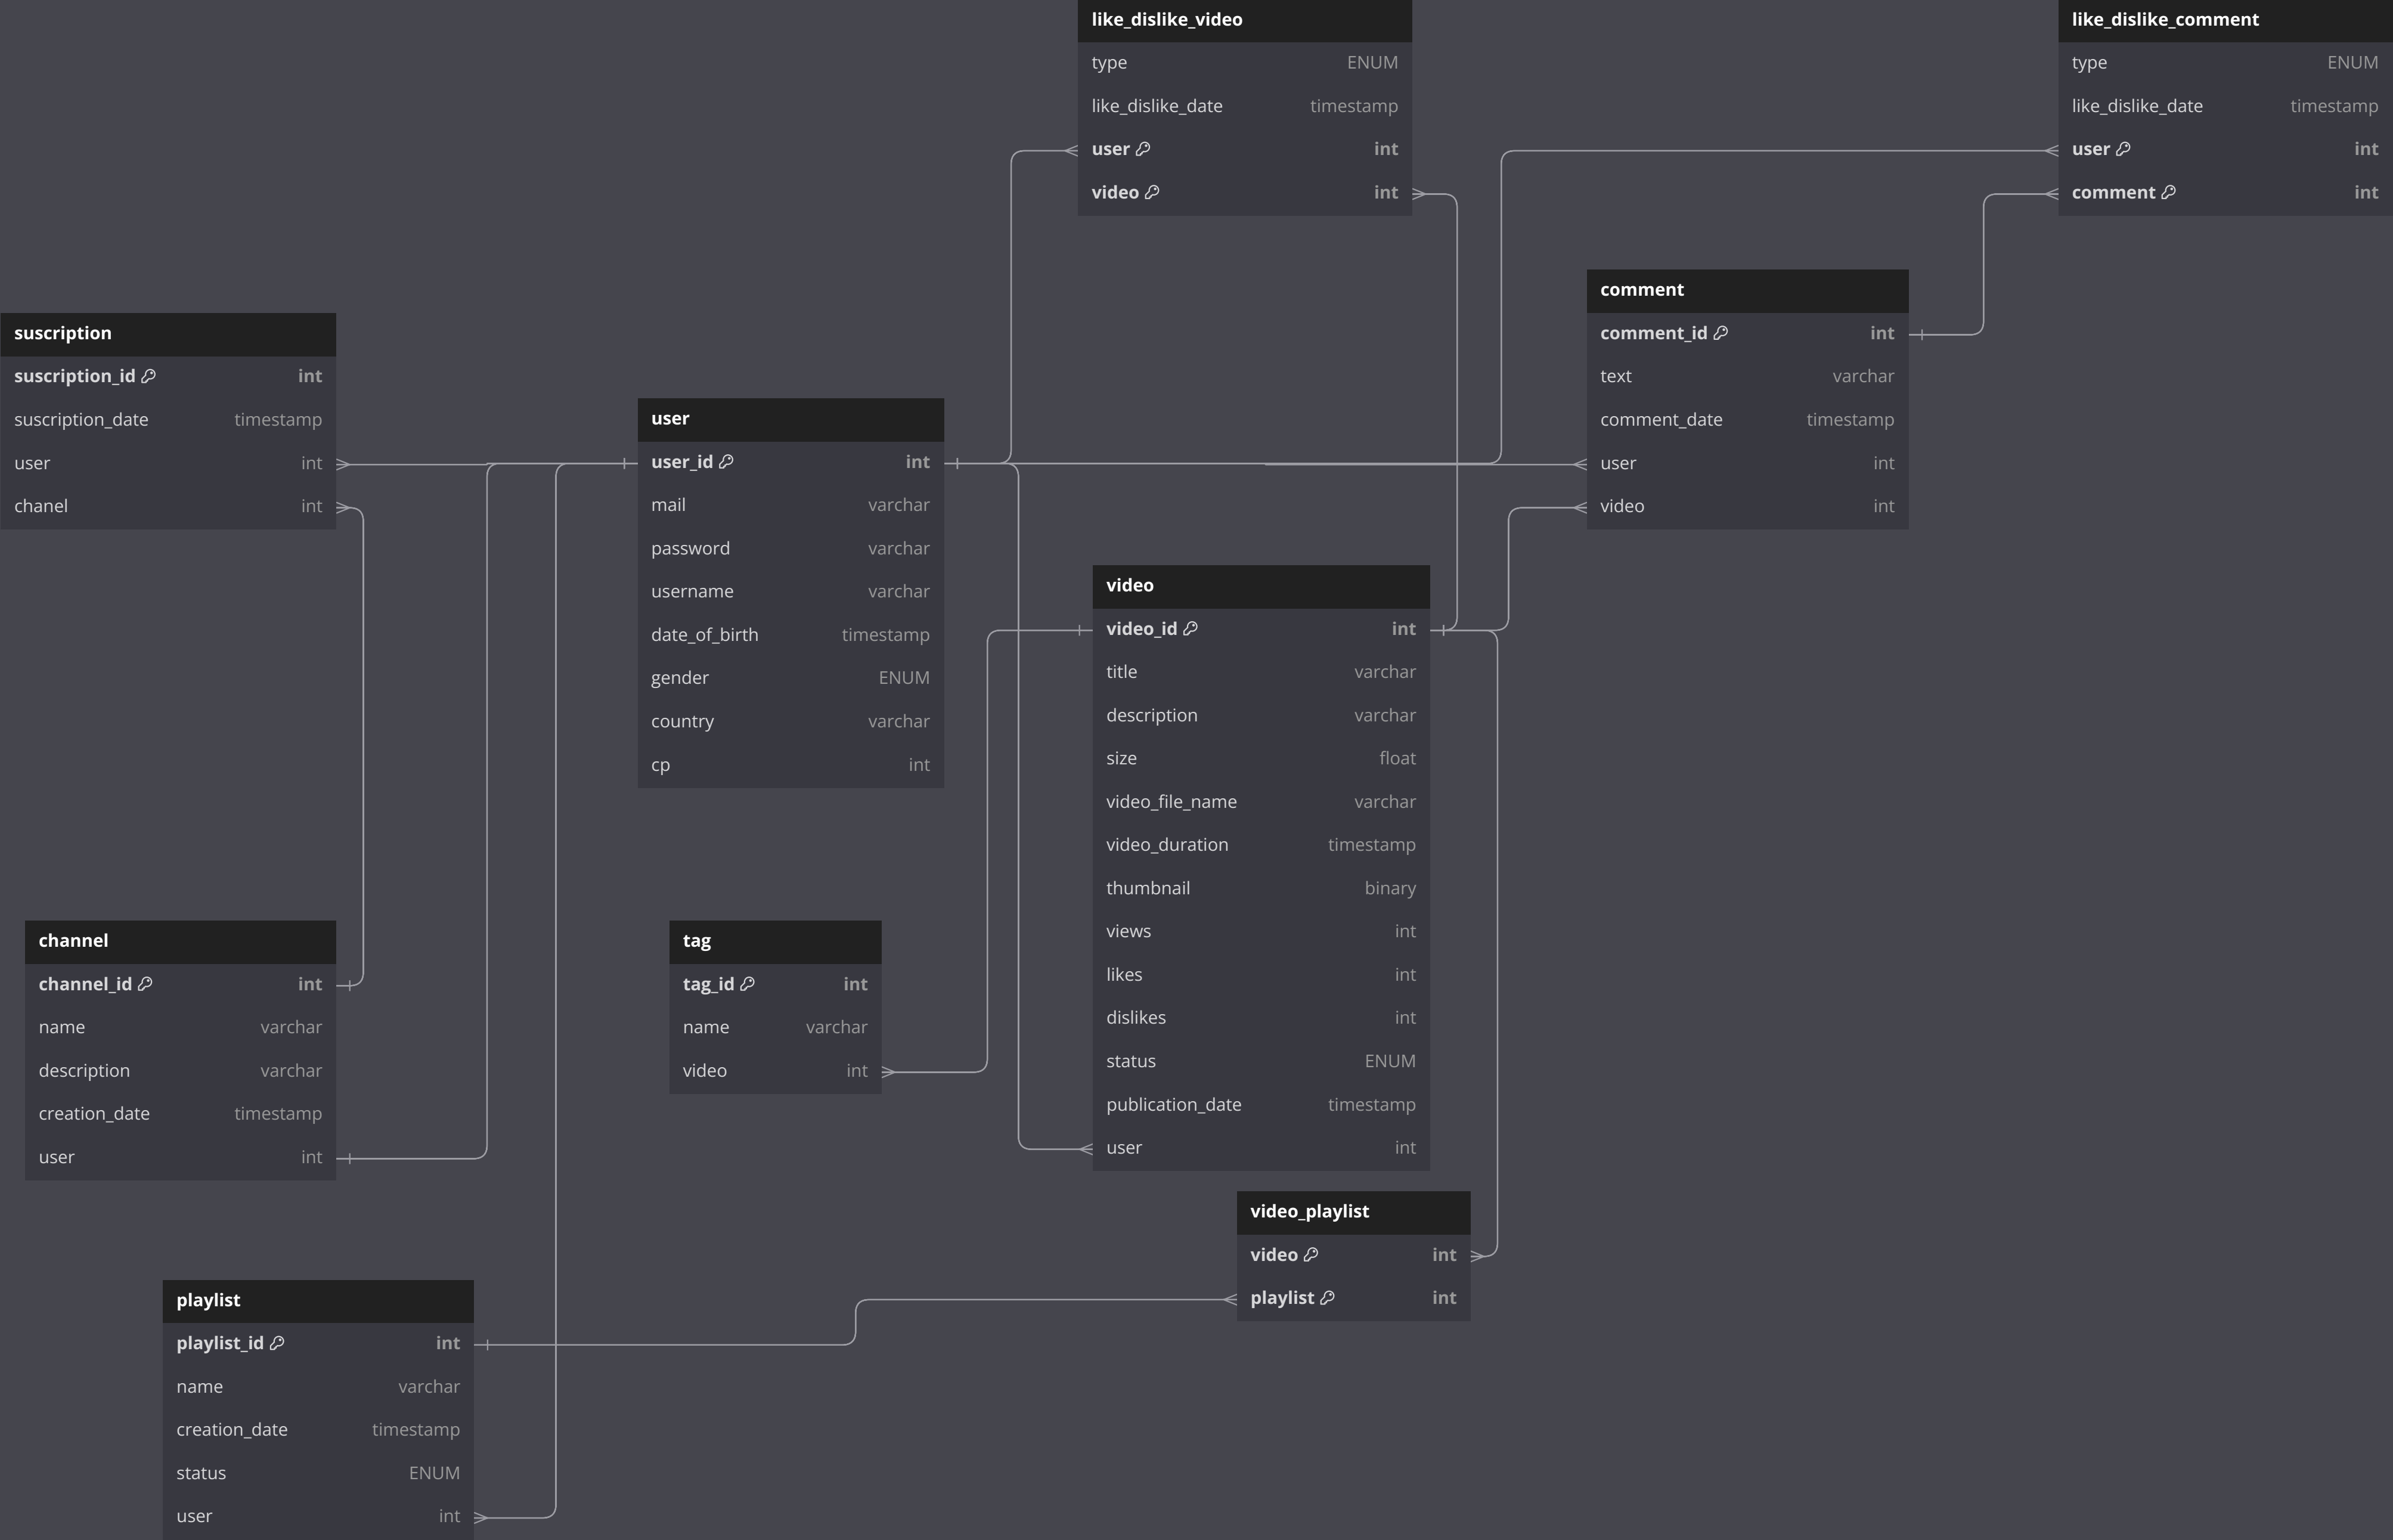 like_dislike_video
type ENUM
like_dislike_date timestamp
user int
video int
like_dislike_comment
type ENUM
like_dislike_date timestamp
user int
comment int
comment
comment_id int
text varchar
comment_date timestamp
user int
video int
suscription
suscription_id int
suscription_date timestamp
user int
chanel int
user
user_id int
mail varchar
password varchar
username varchar
date_of_birth timestamp
gender ENUM
country varchar
cp int
video
video_id int
title varchar
description varchar
size float
video_file_name varchar
video_duration timestamp
thumbnail binary
views int
likes int
dislikes int
status ENUM
publication_date timestamp
user int
channel
channel_id int
name varchar
description varchar
creation_date timestamp
user int
tag
tag_id int
name varchar
video int
video_playlist
video int
playlist int
playlist
playlist_id int
name varchar
creation_date timestamp
status ENUM
user int